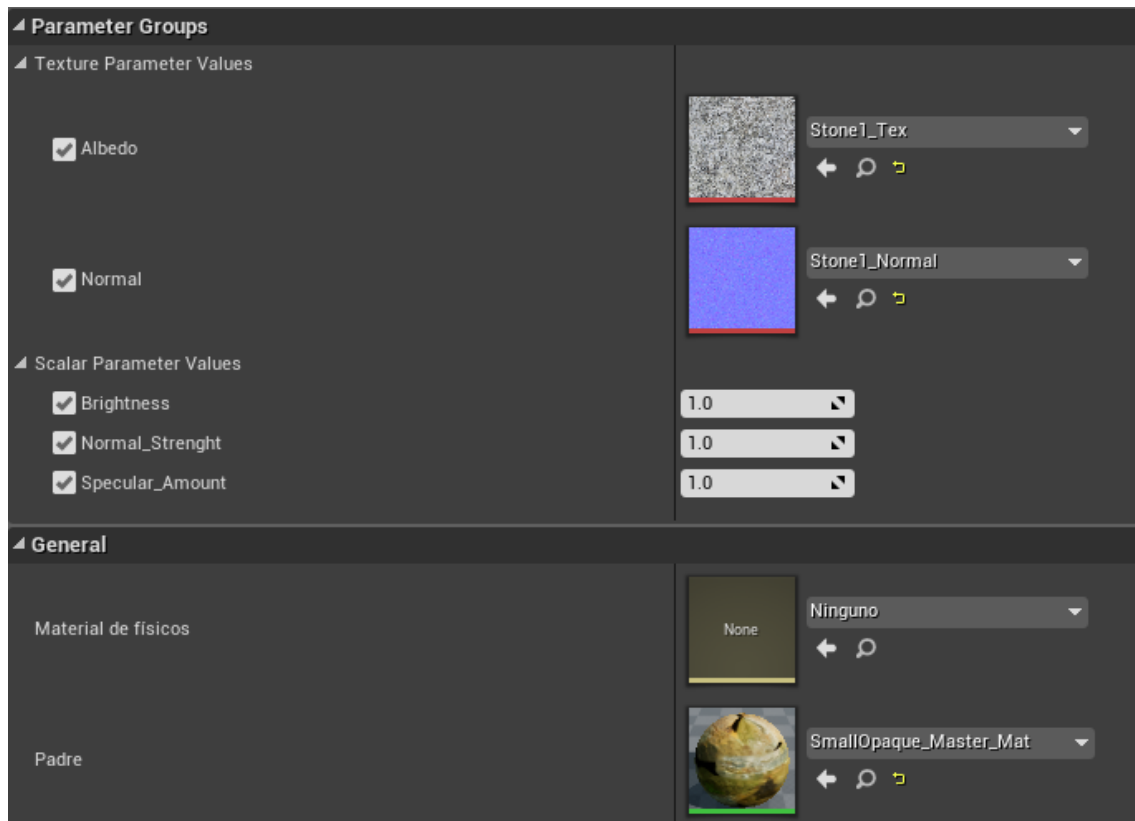 Parameter Groups
Texture Parameter Values
Albedo
Stone1_Tex
Normal
Stone1_Normal
Scalar Parameter Values
Brightness
1.0
Normal_Strenght
1.0
Specular_Amount
1.0
General
Material de físicos
None
Ninguno
Padre
SmallOpaque_Master_Mat